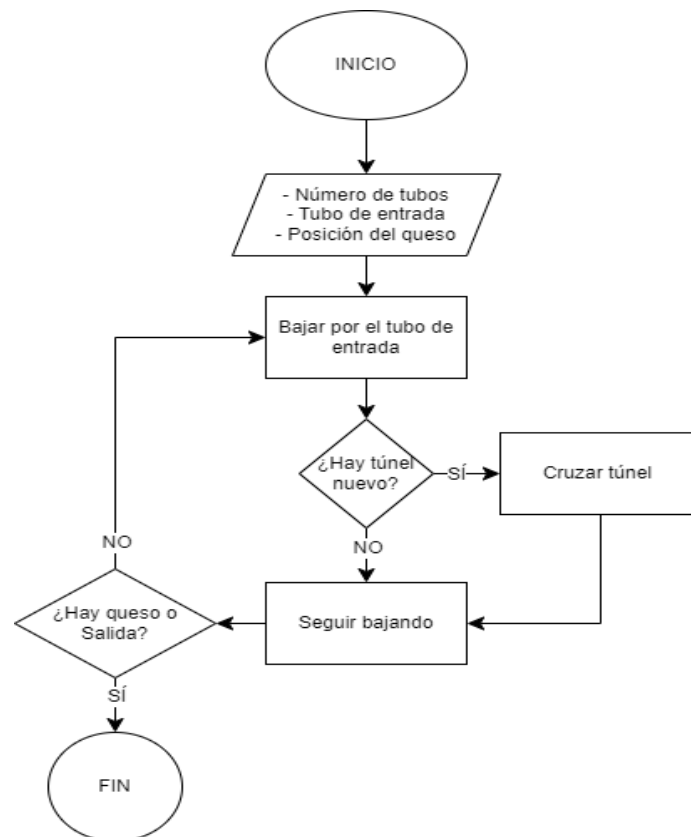 INICIO
- Número de tubos
- Tubo de entrada
- Posición del queso
Bajar por el tubo de
entrada
¿Hay túnel
nuevo?
SÍ
Cruzar túnel
NO
Seguir bajando
¿Hay queso o
Salida?
NO
SÍ
FIN